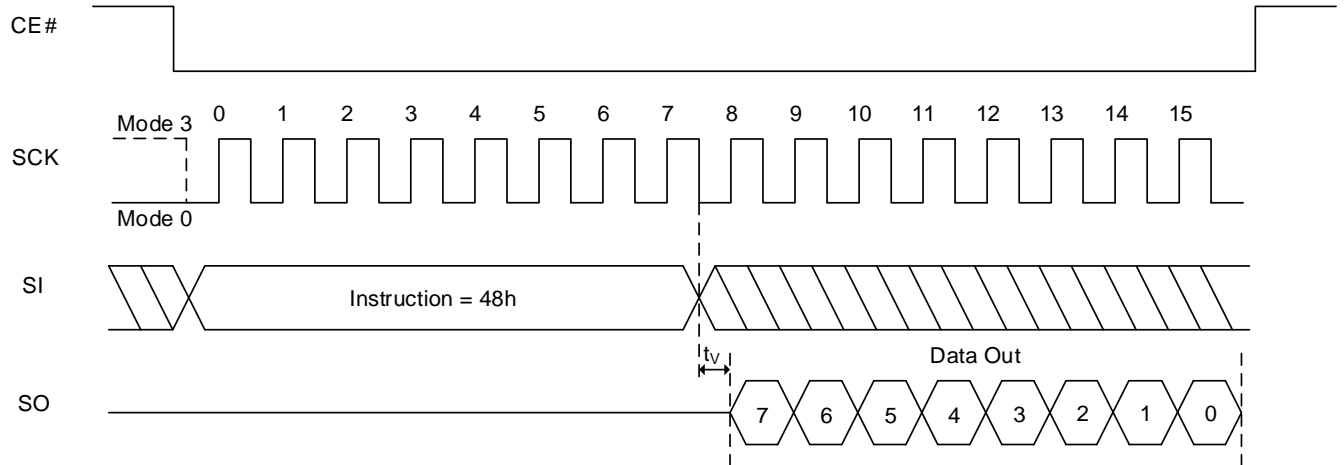 CE#
0 1 2 3 4 5 6 7 8 9 10 11 12 13 14 15
Mode 3
SCK
Mode 0
SI
Instruction = 48h
tV
Data Out
SO
7 6 5 4 3 2 1 0